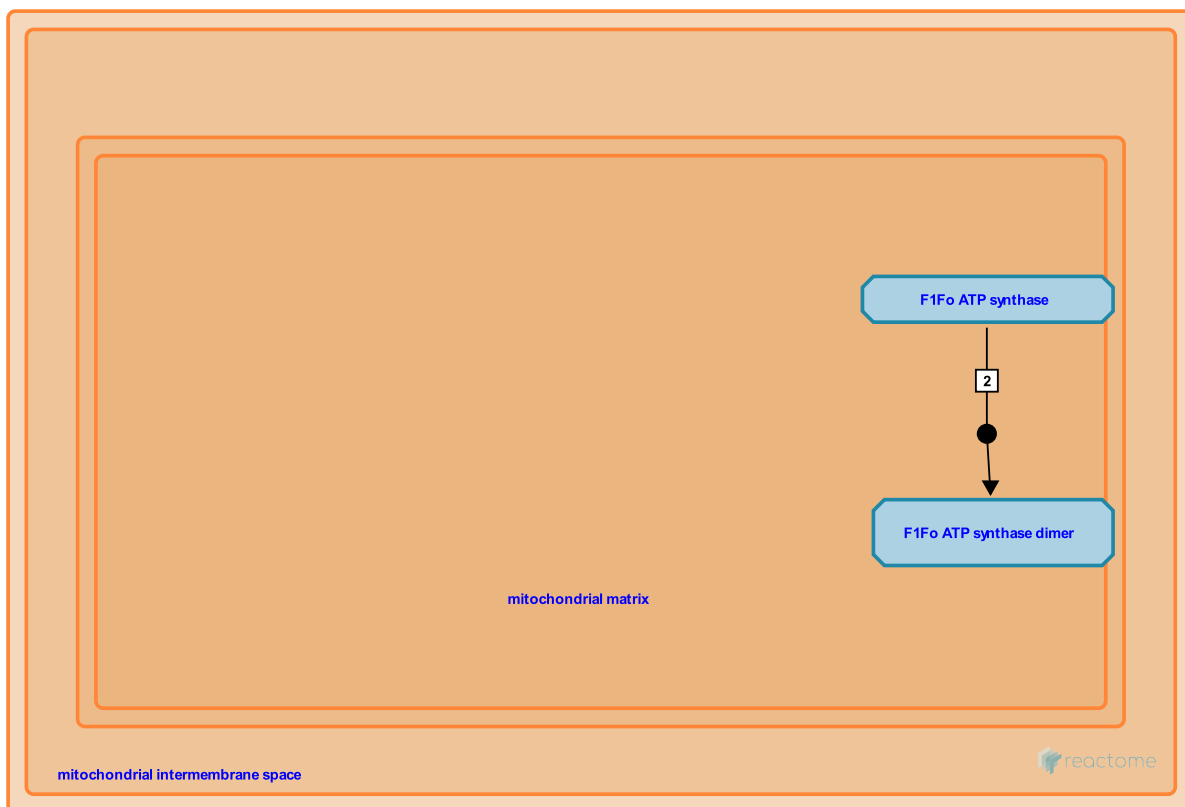 F1Fo ATP synthase
2
F1Fo ATP synthase dimer
mitochondrial matrix
reactome
mitochondrial intermembrane space